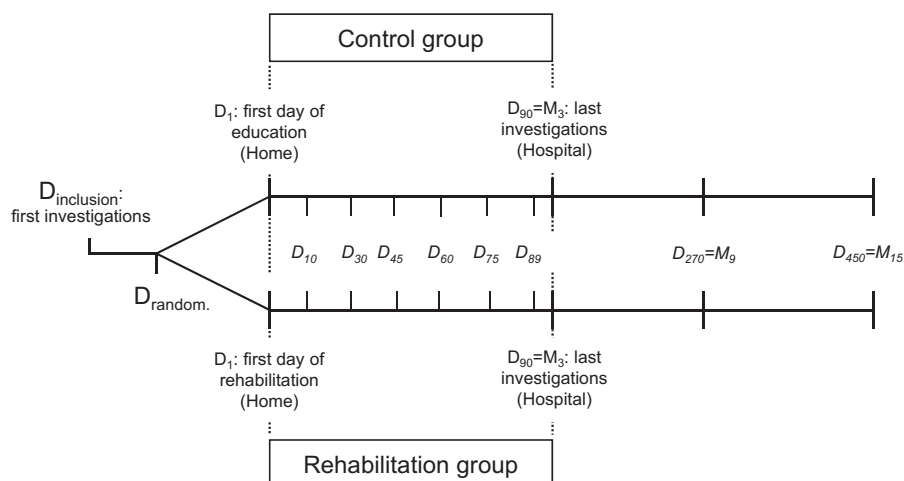 Control group
D₁: first day of
education
(Home)
D₉₀=M₃: last
investigations
(Hospital)
D_inclusion:
first investigations
D_random.
D₁₀ D₃₀ D₄₅ D₆₀ D₇₅ D₈₉ D₂₇₀=M₉ D₄₅₀=M₁₅
D₁: first day of
rehabilitation
(Home)
D₉₀=M₃: last
investigations
(Hospital)
Rehabilitation group